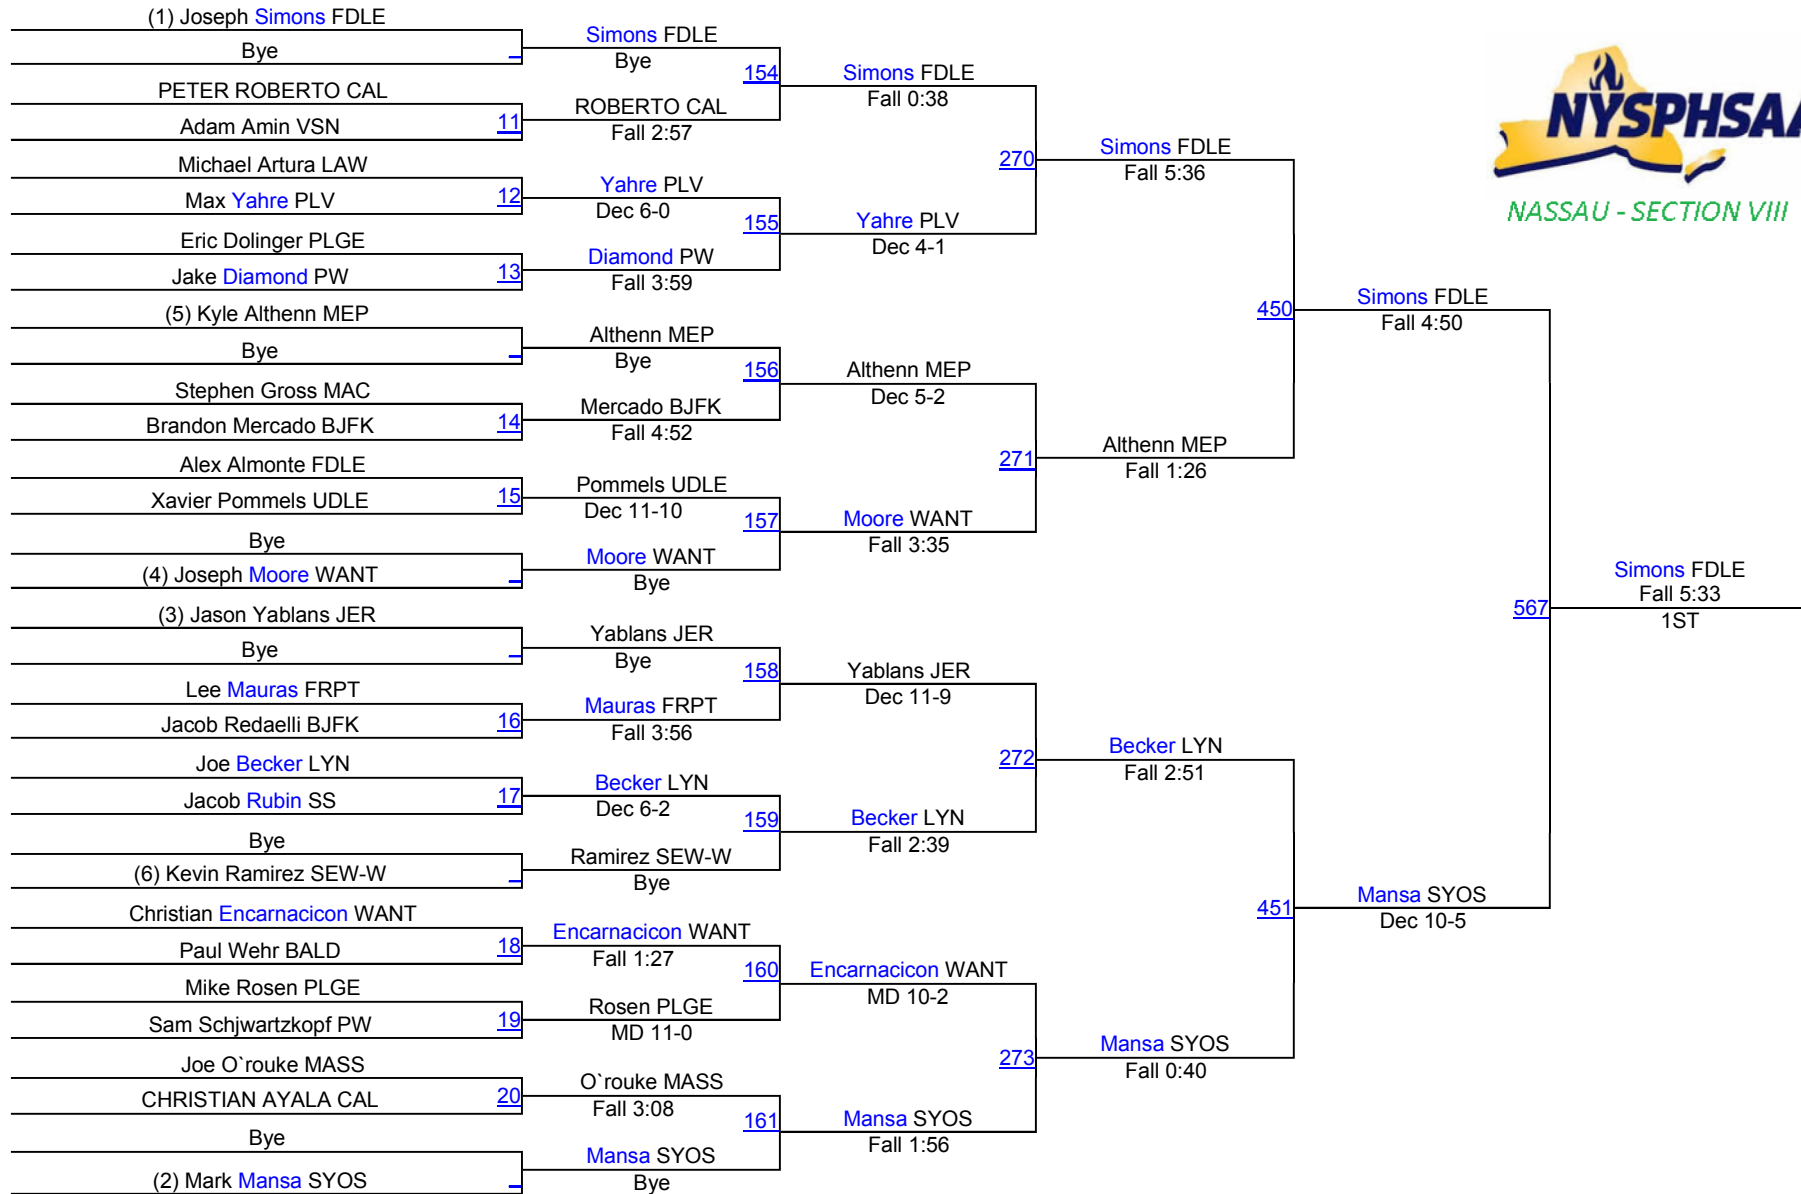 (1) Joseph Simons FDLE
Bye
PETER ROBERTO CAL
Adam Amin VSN
11
Michael Artura LAW
Max Yahre PLV
12
Eric Dolinger PLGE
Jake Diamond PW
13
(5) Kyle Althenn MEP
Bye
Stephen Gross MAC
Brandon Mercado BJFK
14
Alex Almonte FDLE
Xavier Pommels UDLE
15
Bye
(4) Joseph Moore WANT
(3) Jason Yablans JER
Bye
Lee Mauras FRPT
Jacob Redaelli BJFK
16
Joe Becker LYN
Jacob Rubin SS
17
Bye
(6) Kevin Ramirez SEW-W
Christian Encarnacicon WANT
Paul Wehr BALD
18
Mike Rosen PLGE
Sam Schjwartzkopf PW
19
Joe O`rouke MASS
CHRISTIAN AYALA CAL
20
Bye
(2) Mark Mansa SYOS
Simons FDLE
Bye
154
ROBERTO CAL
Fall 2:57
Yahre PLV
Dec 6-0
155
Diamond PW
Fall 3:59
Althenn MEP
Bye
156
Mercado BJFK
Fall 4:52
Pommels UDLE
Dec 11-10
157
Moore WANT
Bye
Yablans JER
Bye
158
Mauras FRPT
Fall 3:56
Becker LYN
Dec 6-2
159
Ramirez SEW-W
Bye
Encarnacicon WANT
Fall 1:27
160
Rosen PLGE
MD 11-0
O`rouke MASS
Fall 3:08
161
Mansa SYOS
Bye
Simons FDLE
Fall 0:38
270
Yahre PLV
Dec 4-1
Althenn MEP
Dec 5-2
271
Moore WANT
Fall 3:35
Yablans JER
Dec 11-9
272
Becker LYN
Fall 2:39
Encarnacicon WANT
MD 10-2
273
Mansa SYOS
Fall 1:56
Simons FDLE
Fall 5:36
450
Althenn MEP
Fall 1:26
Becker LYN
Fall 2:51
451
Mansa SYOS
Fall 0:40
Simons FDLE
Fall 4:50
567
Mansa SYOS
Dec 10-5
Simons FDLE
Fall 5:33
1ST
NYSPHSAA
NASSAU - SECTION VIII